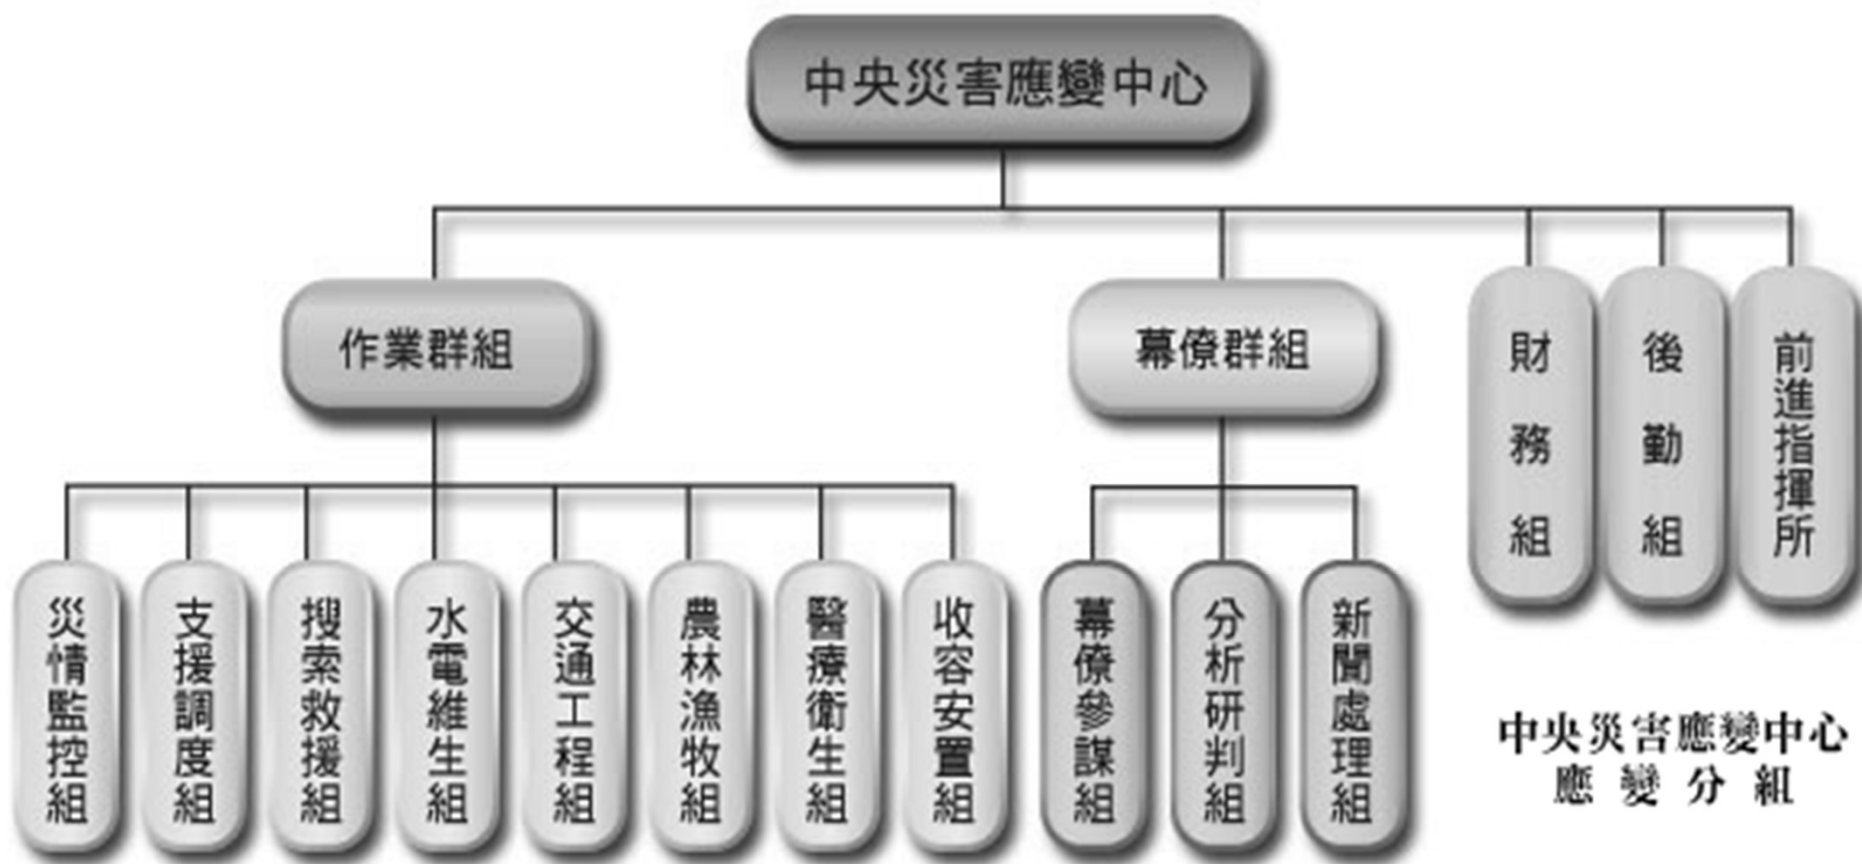 中央災害應變中心
作業群組
幕僚群組
財務組
後勤組
前進指揮所
災情監控組
支援調度組
搜索救援組
水電維生組
交通工程組
農林漁牧組
醫療衛生組
收容安置組
幕僚參謀組
分析研判組
新聞處理組
中央災害應變中心
應變分組